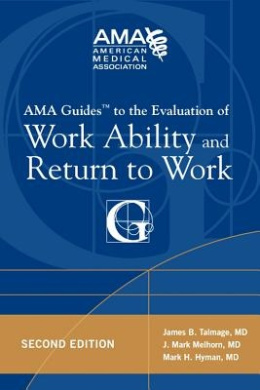 AMA
AMERICAN
MEDICAL
ASSOCIATION
AMA Guides™ to the Evaluation of
Work Ability and
Return to Work
G
SECOND EDITION
James B. Talmage, MD
J. Mark Melhorn, MD
Mark H. Hyman, MD